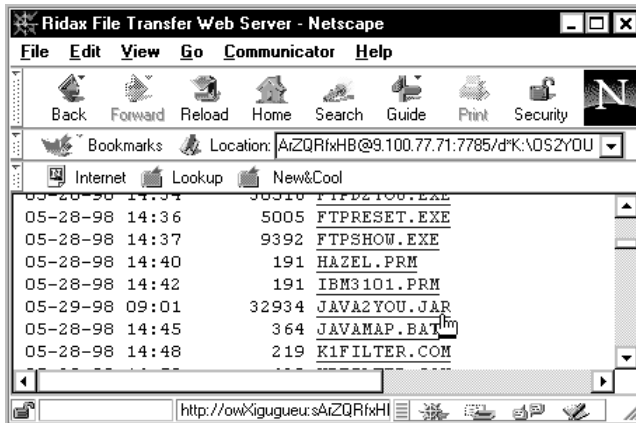 Ridax File Transfer Web Server - Netscape
File Edit View Go Communicator Help
Back Forward Reload Home Search Guide Print Security
N
Bookmarks Location: ArZQRfxHB@9.100.77.71:7785/d*K:\OS2YOU
Internet Lookup New&Cool
05-28-98 14:36 5005 FTPRESET.EXE
05-28-98 14:37 9392 FTPSHOW.EXE
05-28-98 14:40 191 HAZEL.PRM
05-28-98 14:42 191 IBM3101.PRM
05-29-98 09:01 32934 JAVA2YOU.JAR
05-28-98 14:45 364 JAVAMAP.BAT
05-28-98 14:48 219 K1FILTER.COM
http://owXigugueu:sArZQRfxHI